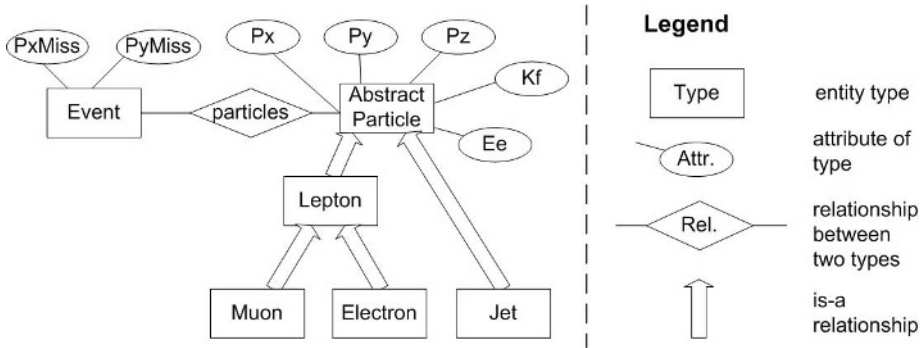 PxMiss
PyMiss
Px
Py
Pz
Kf
Ee
Event
particles
Abstract
Particle
Lepton
Muon
Electron
Jet
Legend
Type
entity type
Attr.
attribute of
type
Rel.
relationship
between
two types
is-a
relationship